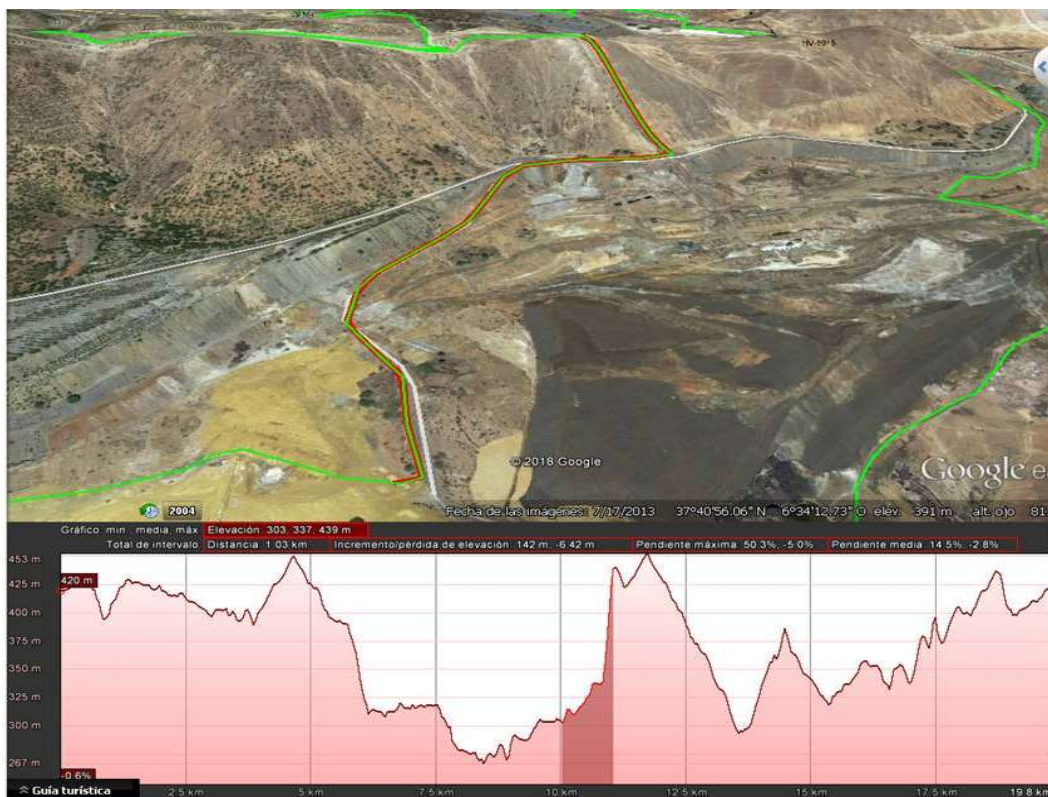 HV-5015
© 2018 Google
Google e
2004
Fecha de las imágenes: 7/17/2013 37°40'56.06" N 6°34'12.73" O elev. 391 m alt. ojo 81
Gráfico: mín., media, máx. Elevación: 303, 337, 439 m
Total de intervalo: Distancia: 1.03 km Incremento/pérdida de elevación: 142 m, -6.42 m Pendiente máxima: 50.3%, -5.0% Pendiente media: 14.5%, -2.8%
453 m
420 m
425 m
400 m
375 m
350 m
325 m
300 m
267 m
-0.6%
Guía turística
2.5 km 5 km 7.5 km 10 km 12.5 km 15 km 17.5 km 19.8 km